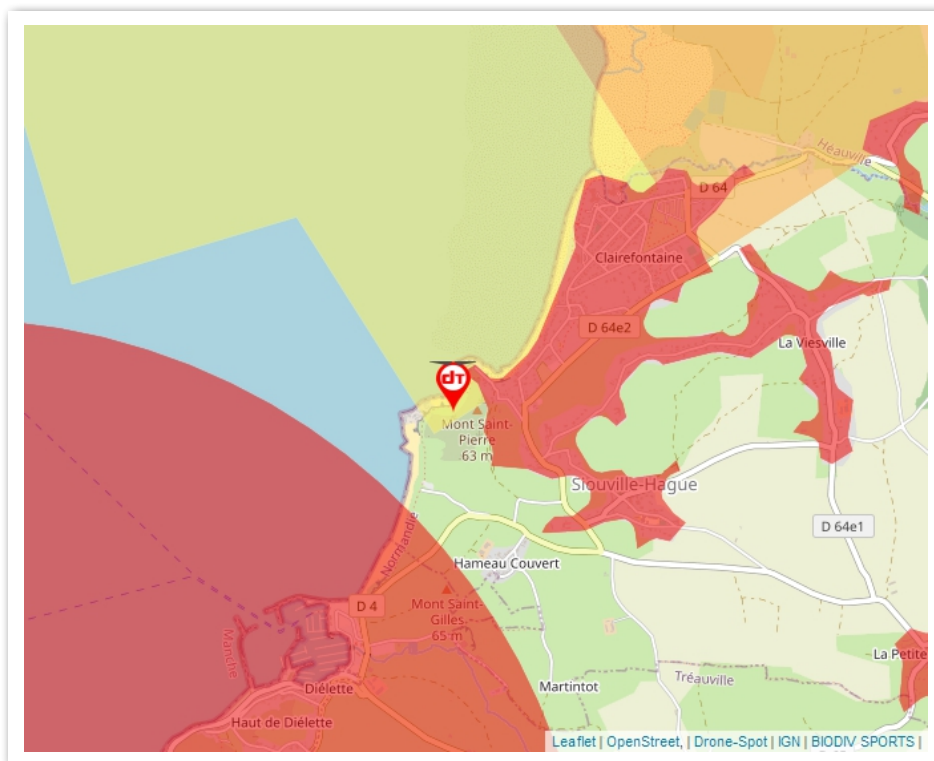 Héauville
D 64
Clairefontaine
D 64e2
La Viesville
dT
Mont Saint-
Pierre
63 m
Siouville-Hague
D 64e1
Normandie
Hameau Couvert
D 4
Mont Saint-
Gilles
65 m
Manche
La Petite
Tréauville
Diélette
Martintot
Haut de Diélette
Leaflet | OpenStreet, | Drone-Spot | IGN | BIODIV SPORTS |